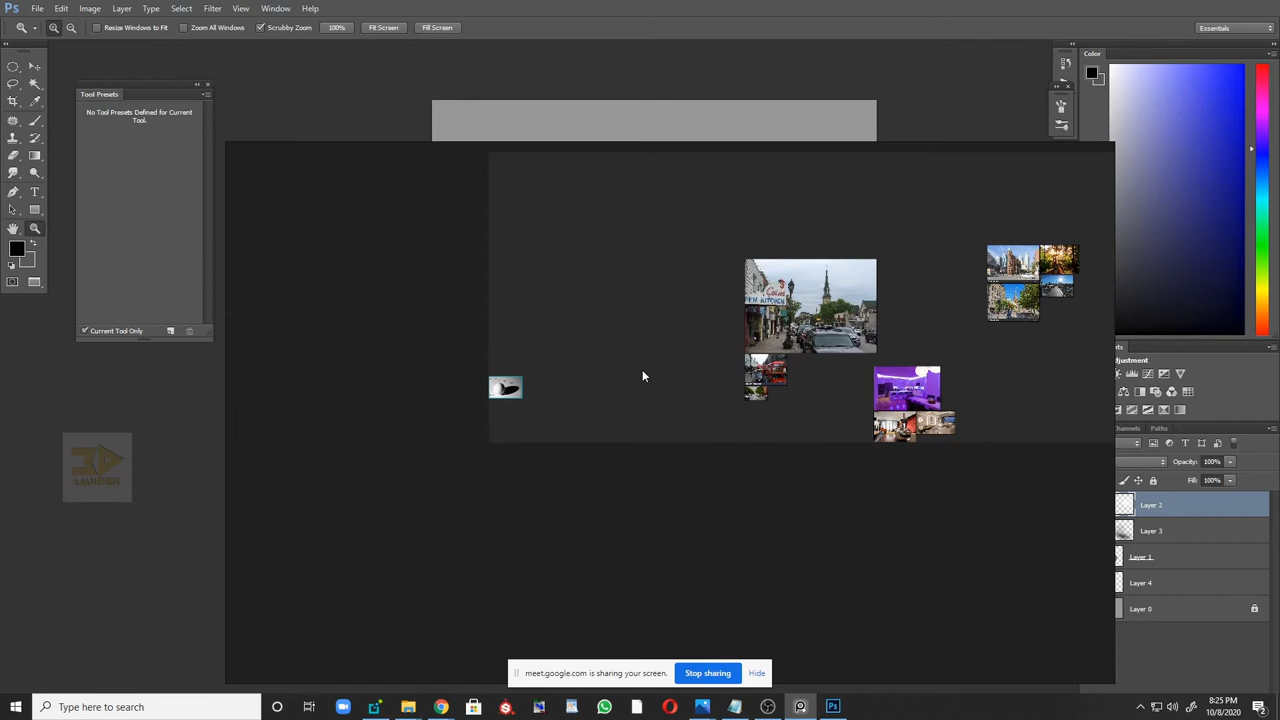 Ps File Edit Image Layer Type Select Filter View Window Help
Resize Windows to Fit Zoom All Windows Scrubby Zoom 100% Fit Screen Fill Screen Essentials
Color
Tool Presets
No Tool Presets Defined for Current
Tool.
Current Tool Only
Channels Paths
Opacity: 100%
Fill: 100%
Layer 2
Layer 3
Layer 1
Layer 4
Layer 0
meet.google.com is sharing your screen. Stop sharing Hide
Type here to search
8:25 PM
10/8/2020